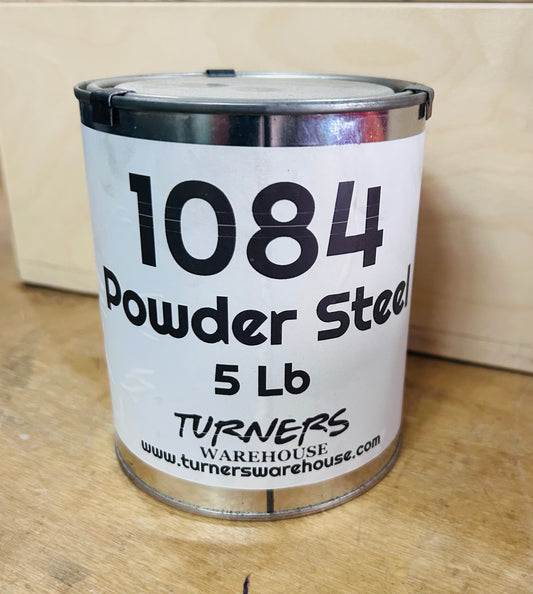 1084
Powder Steel
5 Lb
TURNERS
WAREHOUSE
www.turnerswarehouse.com